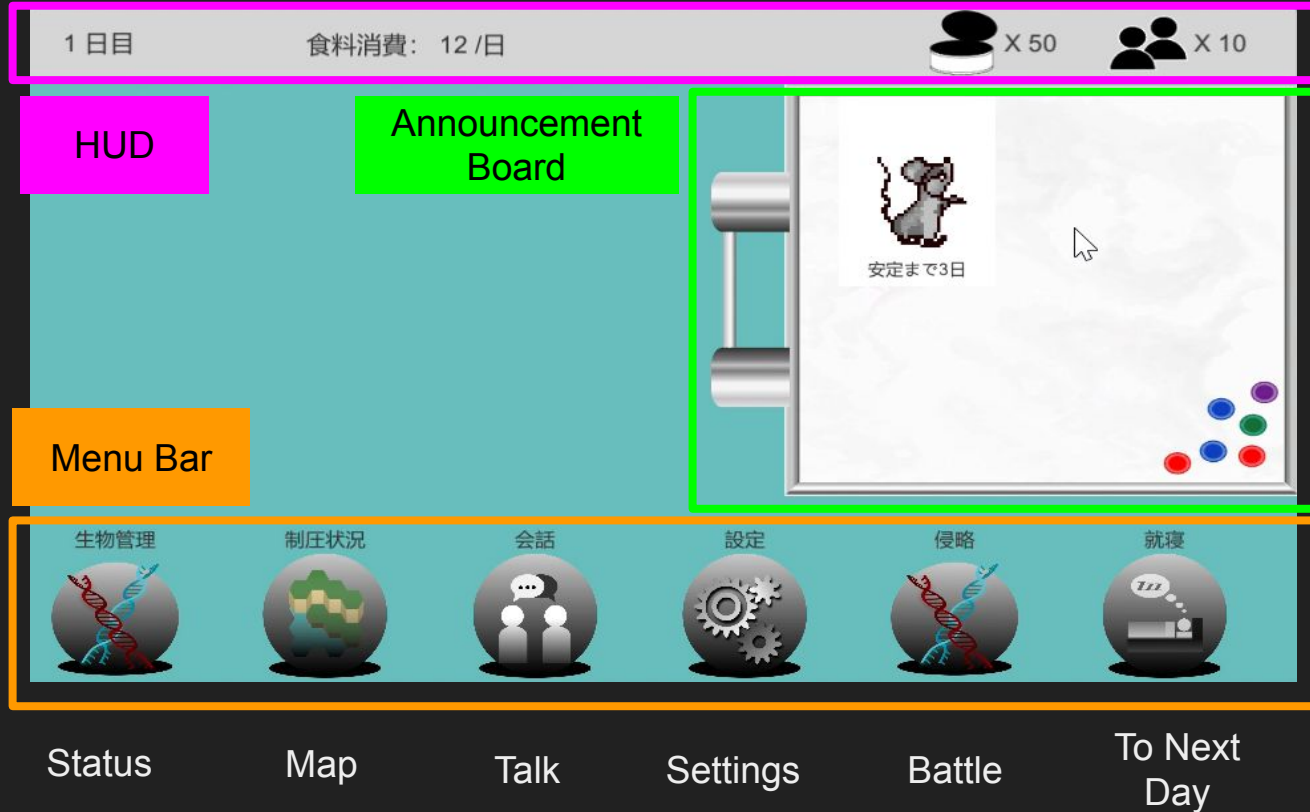 1 日目
食料消費： 12 /日
X 50
X 10
HUD
Announcement
Board
安定まで3日
Menu Bar
生物管理
制圧状況
会話
設定
侵略
就寝
Zzz
Status
Map
Talk
Settings
Battle
To Next
Day